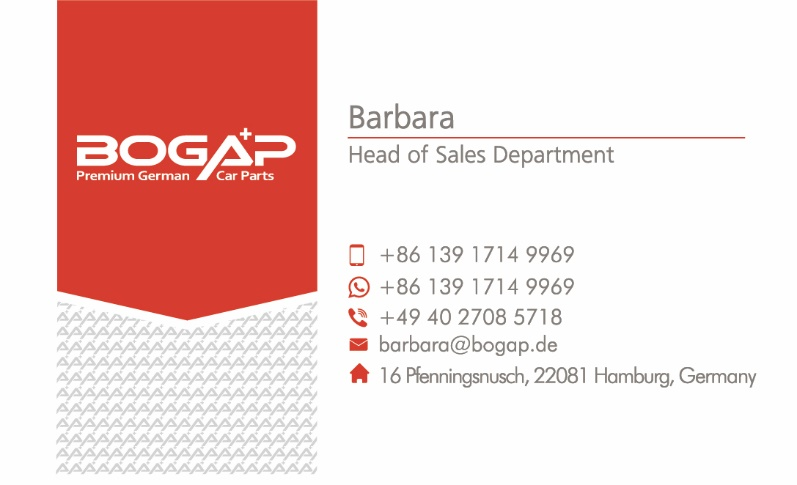 BOGAP+
Premium German Car Parts
Barbara
Head of Sales Department
+86 139 1714 9969
+86 139 1714 9969
+49 40 2708 5718
barbara@bogap.de
16 Pfenningsnusch, 22081 Hamburg, Germany